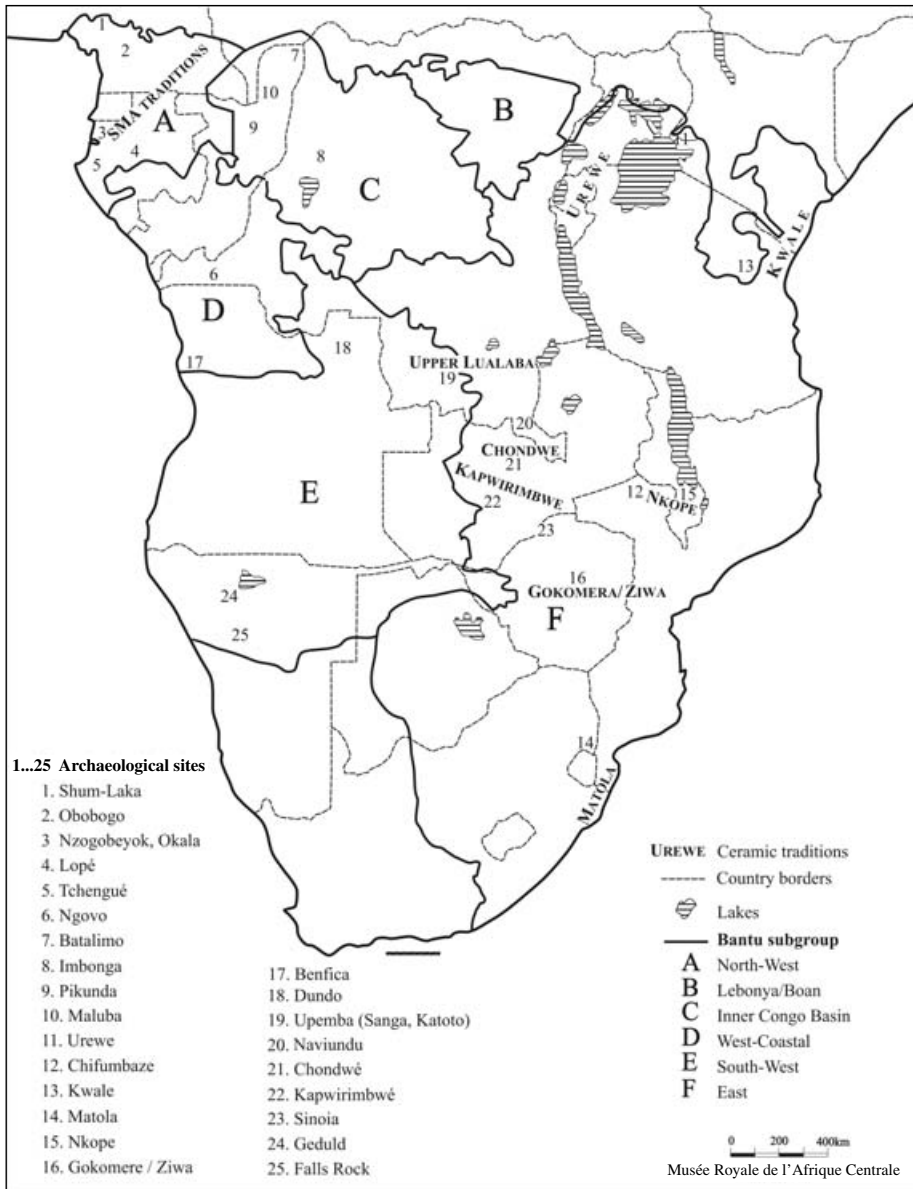 1
2
7
10
SMA TRADITIONS
A
B
3
9
4
5
8
C
11
UREWE
KWALE
13
6
D
18
17
UPPER LUALABA
19
20
CHONDWE
21
KAPWIRIMBWE
22
12
NKOPE
15
E
23
16
GOKOMERA/ ZIWA
F
24
25
14
MATOLA
1...25 Archaeological sites
1. Shum-Laka
2. Obobogo
3 Nzogobeyok, Okala
4. Lopé
5. Tchengué
6. Ngovo
7. Batalimo
8. Imbonga
9. Pikunda
10. Maluba
11. Urewe
12. Chifumbaze
13. Kwale
14. Matola
15. Nkope
16. Gokomere / Ziwa
17. Benfica
18. Dundo
19. Upemba (Sanga, Katoto)
20. Naviundu
21. Chondwé
22. Kapwirimbwé
23. Sinoia
24. Geduld
25. Falls Rock
UREWE Ceramic traditions
Country borders
Lakes
Bantu subgroup
A North-West
B Lebonya/Boan
C Inner Congo Basin
D West-Coastal
E South-West
F East
0 200 400km
Musée Royale de l'Afrique Centrale